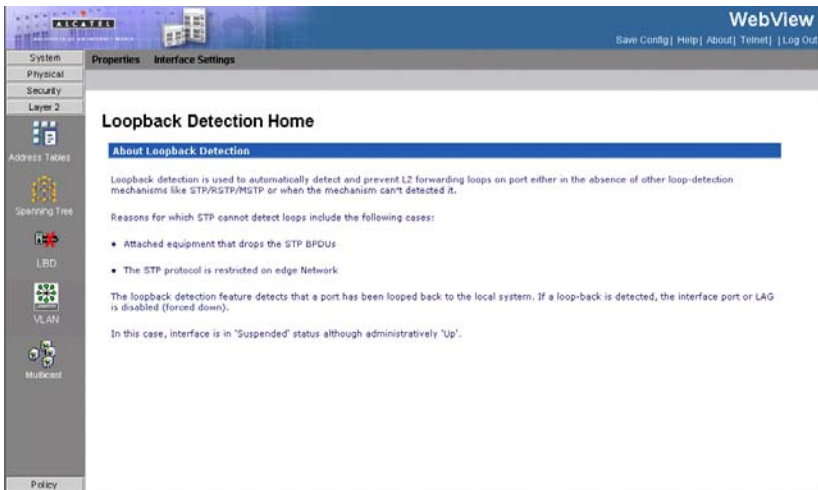 ALCATEL
WebView
Save Config| Help| About| Telnet| |Log Out
System
Properties Interface Settings
Physical
Security
Layer 2
Address Tables
Spanning Tree
LBD
VLAN
Multicast
Policy
Loopback Detection Home
About Loopback Detection
Loopback detection is used to automatically detect and prevent L2 forwarding loops on port either in the absence of other loop-detection
mechanisms like STP/RSTP/MSTP or when the mechanism can't detected it.
Reasons for which STP cannot detect loops include the following cases:
• Attached equipment that drops the STP BPDUs
• The STP protocol is restricted on edge Network
The loopback detection feature detects that a port has been looped back to the local system. If a loop-back is detected, the interface port or LAG
is disabled (forced down).
In this case, interface is in 'Suspended' status although administratively 'Up'.